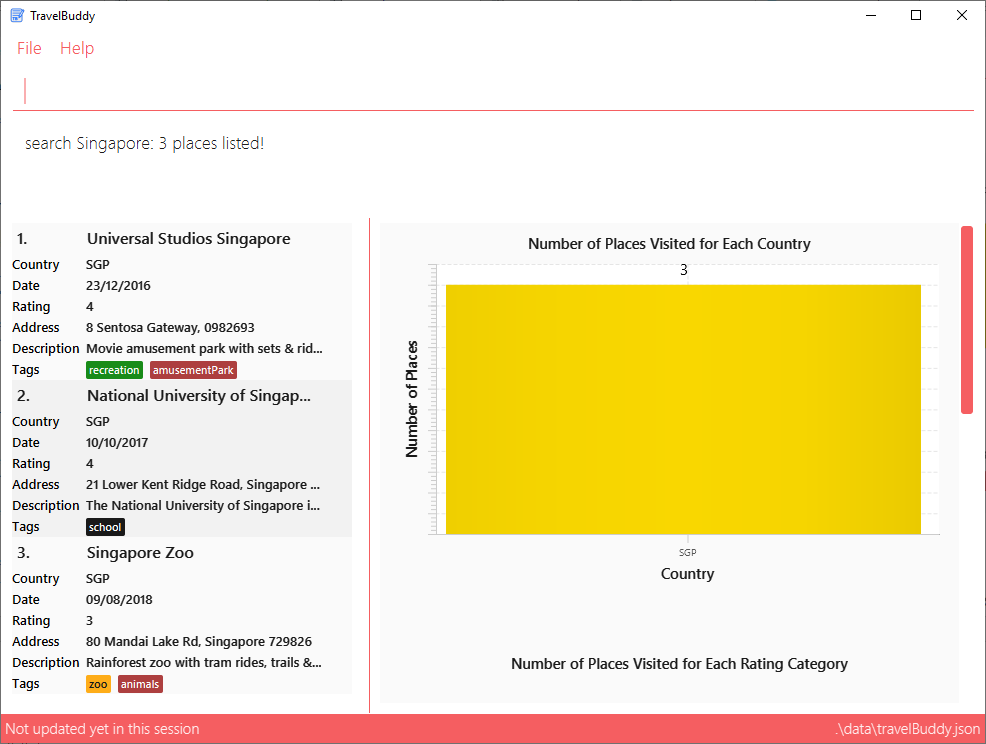 TravelBuddy
File Help
search Singapore: 3 places listed!
1. Universal Studios Singapore
Country SGP
Date 23/12/2016
Rating 4
Address 8 Sentosa Gateway, 0982693
Description Movie amusement park with sets & rid...
Tags recreation amusementPark
2. National University of Singap...
Country SGP
Date 10/10/2017
Rating 4
Address 21 Lower Kent Ridge Road, Singapore ...
Description The National University of Singapore i...
Tags school
3. Singapore Zoo
Country SGP
Date 09/08/2018
Rating 3
Address 80 Mandai Lake Rd, Singapore 729826
Description Rainforest zoo with tram rides, trails &...
Tags zoo animals
Number of Places Visited for Each Country
3
Number of Places
SGP
Country
Number of Places Visited for Each Rating Category
Not updated yet in this session
.\data\travelBuddy.json